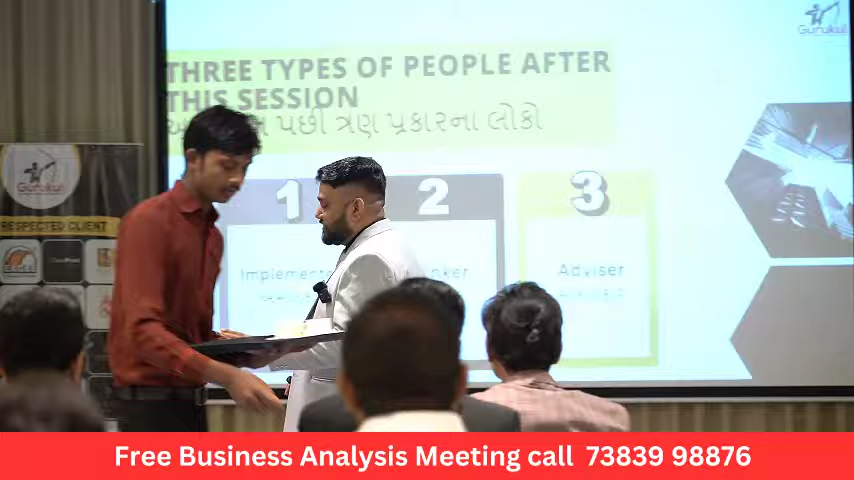 Gurukul
THREE TYPES OF PEOPLE AFTER
THIS SESSION
પછી ત્રણ પ્રકારના લોકો
1
2
3
Adviser
Gurukul
RESPECTED CLIENT
Free Business Analysis Meeting call 73839 98876